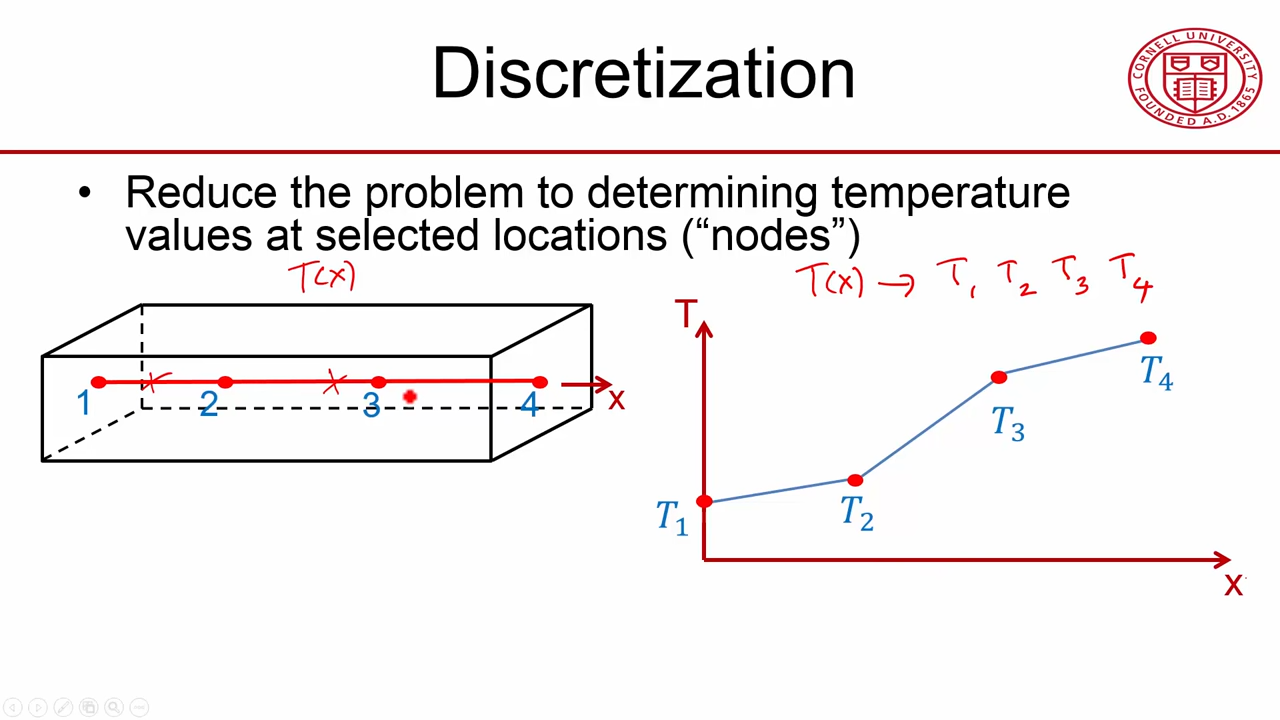 Discretization
CORNELL UNIVERSITY
FOUNDED A.D. 1865
• Reduce the problem to determining temperature
values at selected locations (“nodes”)
T(x)
T(x) → T₁ T₂ T₃ T₄
1
2
3
4
x
T
T₁
T₂
T₃
T₄
x